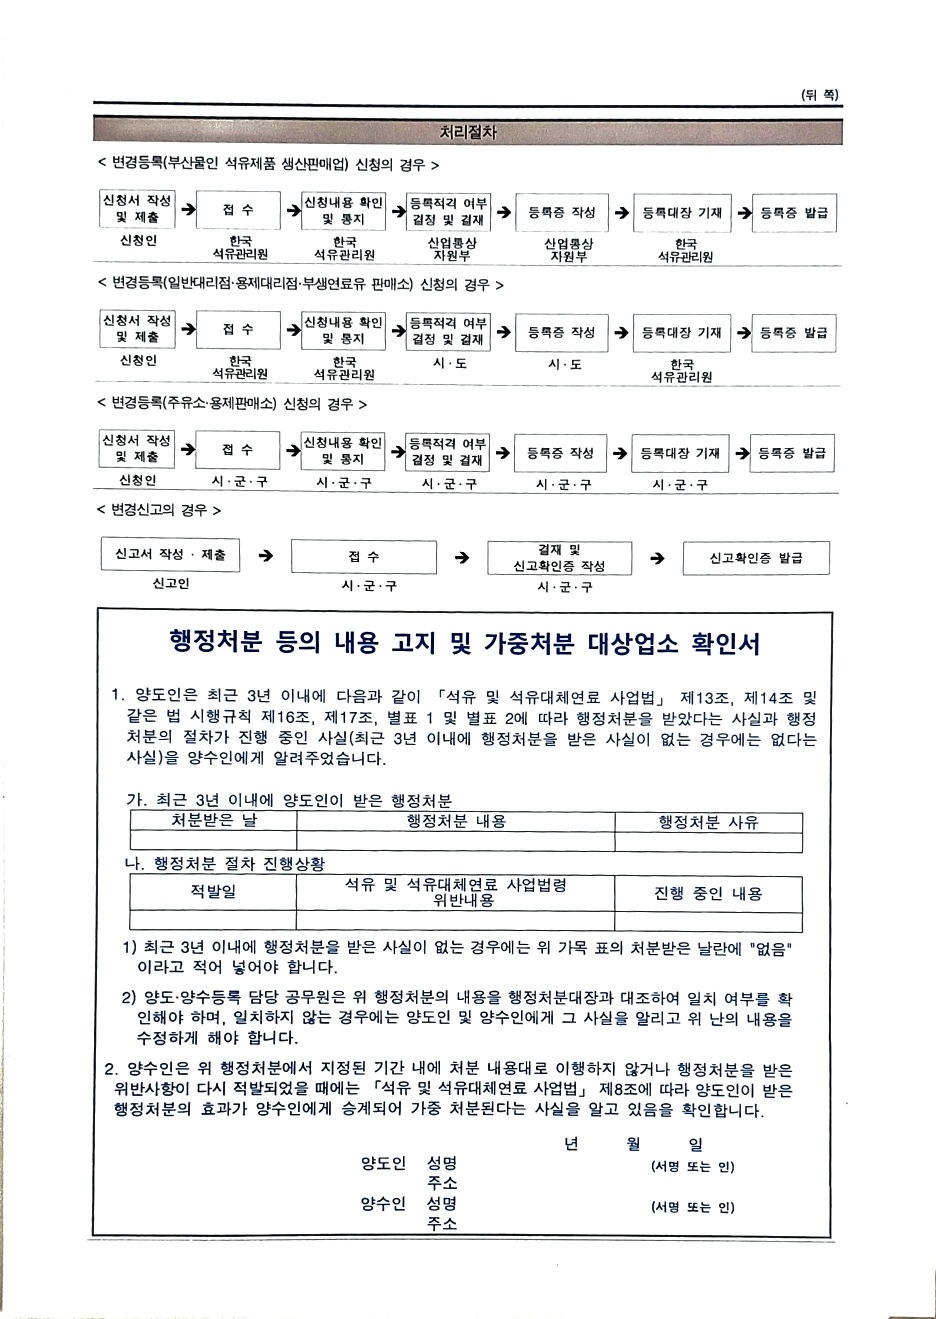 (뒤 쪽)
처리절차
< 변경등록(부산물인 석유제품 생산판매업) 신청의 경우 >
신청서 작성 및 제출 ➔ 접 수 ➔ 신청내용 확인 및 통지 ➔ 등록적격 여부 결정 및 결재 ➔ 등록증 작성 ➔ 등록대장 기재 ➔ 등록증 발급
신청인 한국석유관리원 한국석유관리원 산업통상자원부 산업통상자원부 한국석유관리원
< 변경등록(일반대리점·용제대리점·부생연료유 판매소) 신청의 경우 >
신청서 작성 및 제출 ➔ 접 수 ➔ 신청내용 확인 및 통지 ➔ 등록적격 여부 결정 및 결재 ➔ 등록증 작성 ➔ 등록대장 기재 ➔ 등록증 발급
신청인 한국석유관리원 한국석유관리원 시·도 시·도 한국석유관리원
< 변경등록(주유소·용제판매소) 신청의 경우 >
신청서 작성 및 제출 ➔ 접 수 ➔ 신청내용 확인 및 통지 ➔ 등록적격 여부 결정 및 결재 ➔ 등록증 작성 ➔ 등록대장 기재 ➔ 등록증 발급
신청인 시·군·구 시·군·구 시·군·구 시·군·구 시·군·구
< 변경신고의 경우 >
신고서 작성 · 제출 ➔ 접 수 ➔ 결재 및 신고확인증 작성 ➔ 신고확인증 발급
신고인 시·군·구 시·군·구
행정처분 등의 내용 고지 및 가중처분 대상업소 확인서
1. 양도인은 최근 3년 이내에 다음과 같이 「석유 및 석유대체연료 사업법」 제13조, 제14조 및
같은 법 시행규칙 제16조, 제17조, 별표 1 및 별표 2에 따라 행정처분을 받았다는 사실과 행정
처분의 절차가 진행 중인 사실(최근 3년 이내에 행정처분을 받은 사실이 없는 경우에는 없다는
사실)을 양수인에게 알려주었습니다.
가. 최근 3년 이내에 양도인이 받은 행정처분
처분받은 날 행정처분 내용 행정처분 사유
나. 행정처분 절차 진행상황
적발일 석유 및 석유대체연료 사업법령 위반내용 진행 중인 내용
1) 최근 3년 이내에 행정처분을 받은 사실이 없는 경우에는 위 가목 표의 처분받은 날란에 "없음"
이라고 적어 넣어야 합니다.
2) 양도·양수등록 담당 공무원은 위 행정처분의 내용을 행정처분대장과 대조하여 일치 여부를 확
인해야 하며, 일치하지 않는 경우에는 양도인 및 양수인에게 그 사실을 알리고 위 난의 내용을
수정하게 해야 합니다.
2. 양수인은 위 행정처분에서 지정된 기간 내에 처분 내용대로 이행하지 않거나 행정처분을 받은
위반사항이 다시 적발되었을 때에는 「석유 및 석유대체연료 사업법」 제8조에 따라 양도인이 받은
행정처분의 효과가 양수인에게 승계되어 가중 처분된다는 사실을 알고 있음을 확인합니다.
년 월 일
양도인 성명 (서명 또는 인)
주소
양수인 성명 (서명 또는 인)
주소